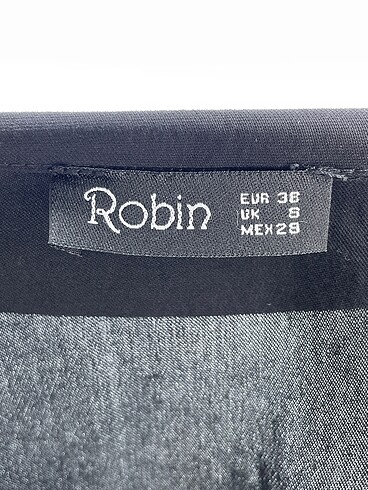 Robin
EUR 36
UK 8
MEX 28